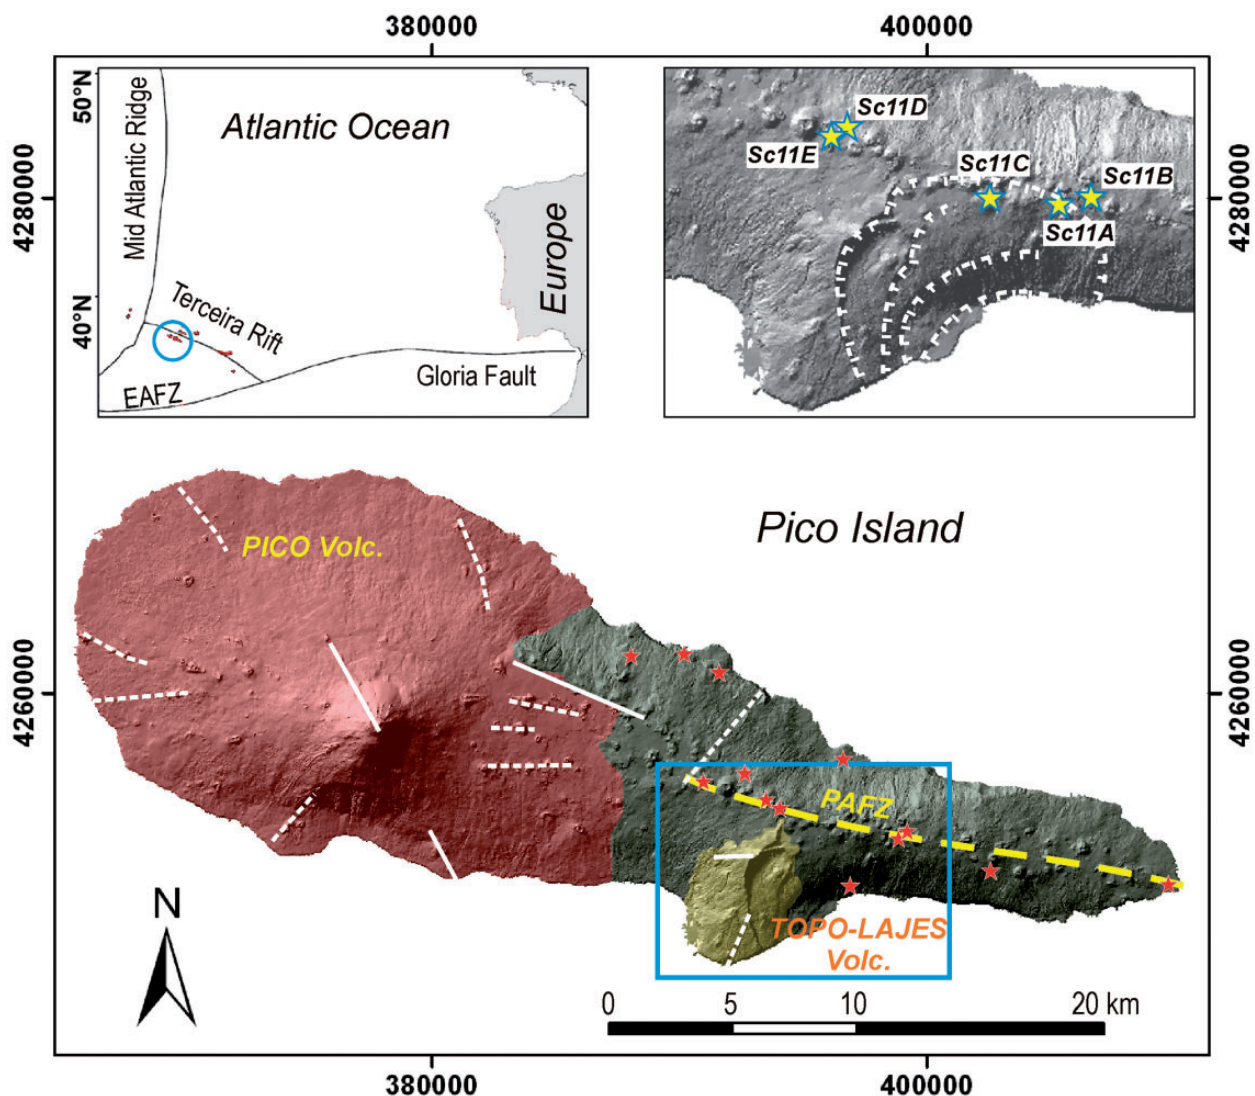 380000
400000
50°N
Mid Atlantic Ridge
Atlantic Ocean
Sc11D
Sc11E
Sc11C
Sc11B
Sc11A
4280000
4280000
40°N
Terceira Rift
Europe
EAFZ
Gloria Fault
Pico Island
PICO Volc.
4260000
4260000
PAFZ
TOPO-LAJES
Volc.
N
0 5 10 20 km
380000
400000